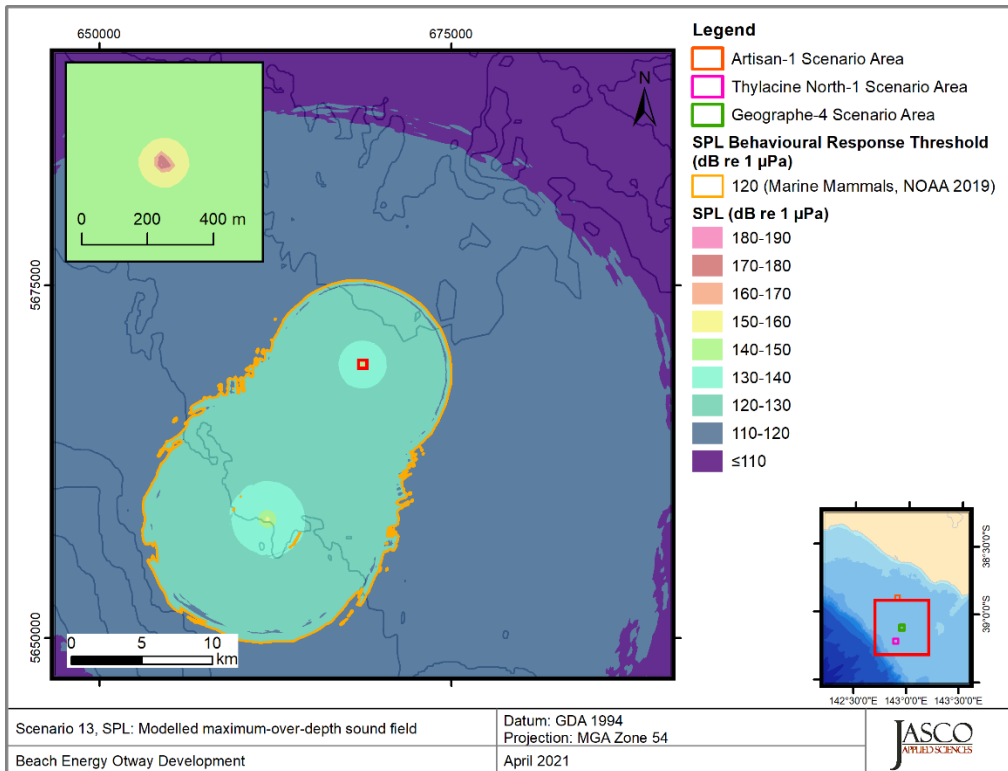 650000
675000
5675000
5650000
N
0 200 400 m
0 5 10
km
Legend
Artisan-1 Scenario Area
Thylacine North-1 Scenario Area
Geographe-4 Scenario Area
SPL Behavioural Response Threshold
(dB re 1 µPa)
120 (Marine Mammals, NOAA 2019)
SPL (dB re 1 µPa)
180-190
170-180
160-170
150-160
140-150
130-140
120-130
110-120
≤110
38°30'0"S
39°0'0"S
142°30'0"E 143°0'0"E 143°30'0"E
Scenario 13, SPL: Modelled maximum-over-depth sound field
Datum: GDA 1994
Projection: MGA Zone 54
Beach Energy Otway Development
April 2021
JASCO
APPLIED SCIENCES